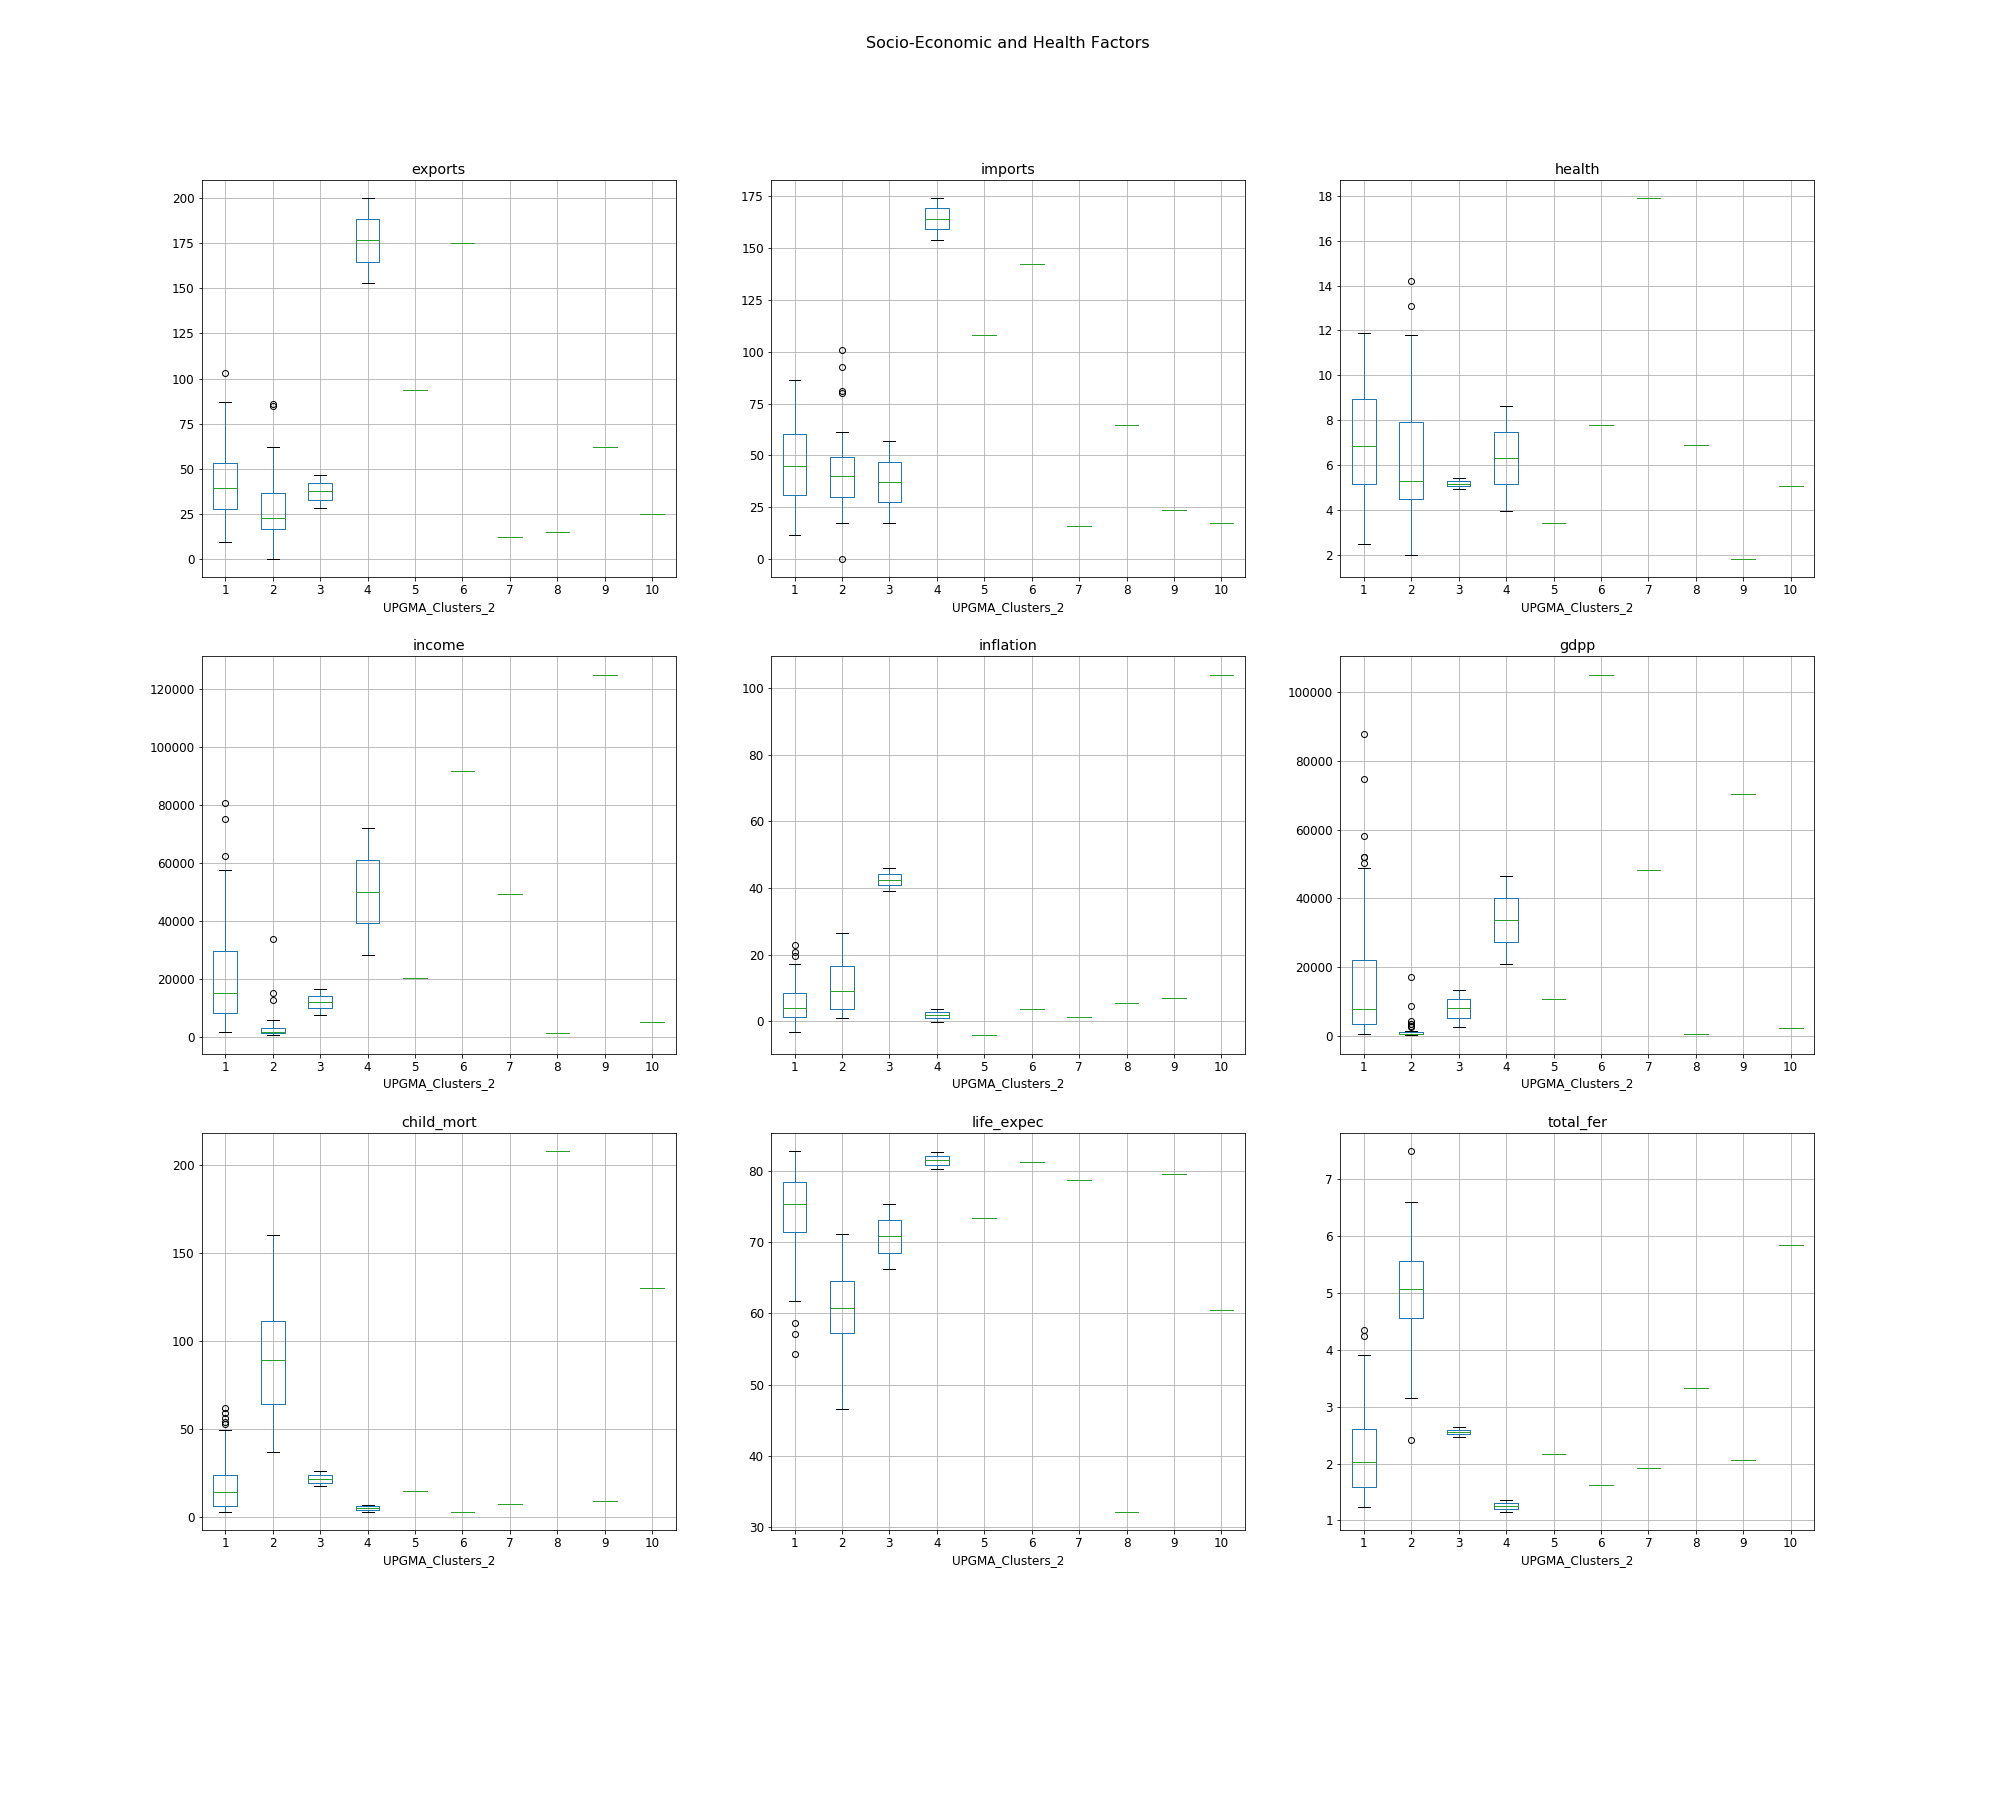 Socio-Economic and Health Factors
exports
200
175
150
125
100
75
50
25
0
1 2 3 4 5 6 7 8 9 10
UPGMA_Clusters_2
imports
175
150
125
100
75
50
25
0
1 2 3 4 5 6 7 8 9 10
UPGMA_Clusters_2
health
18
16
14
12
10
8
6
4
2
1 2 3 4 5 6 7 8 9 10
UPGMA_Clusters_2
income
120000
100000
80000
60000
40000
20000
0
1 2 3 4 5 6 7 8 9 10
UPGMA_Clusters_2
inflation
100
80
60
40
20
0
1 2 3 4 5 6 7 8 9 10
UPGMA_Clusters_2
gdpp
100000
80000
60000
40000
20000
0
1 2 3 4 5 6 7 8 9 10
UPGMA_Clusters_2
child_mort
200
150
100
50
0
1 2 3 4 5 6 7 8 9 10
UPGMA_Clusters_2
life_expec
80
70
60
50
40
30
1 2 3 4 5 6 7 8 9 10
UPGMA_Clusters_2
total_fer
7
6
5
4
3
2
1
1 2 3 4 5 6 7 8 9 10
UPGMA_Clusters_2